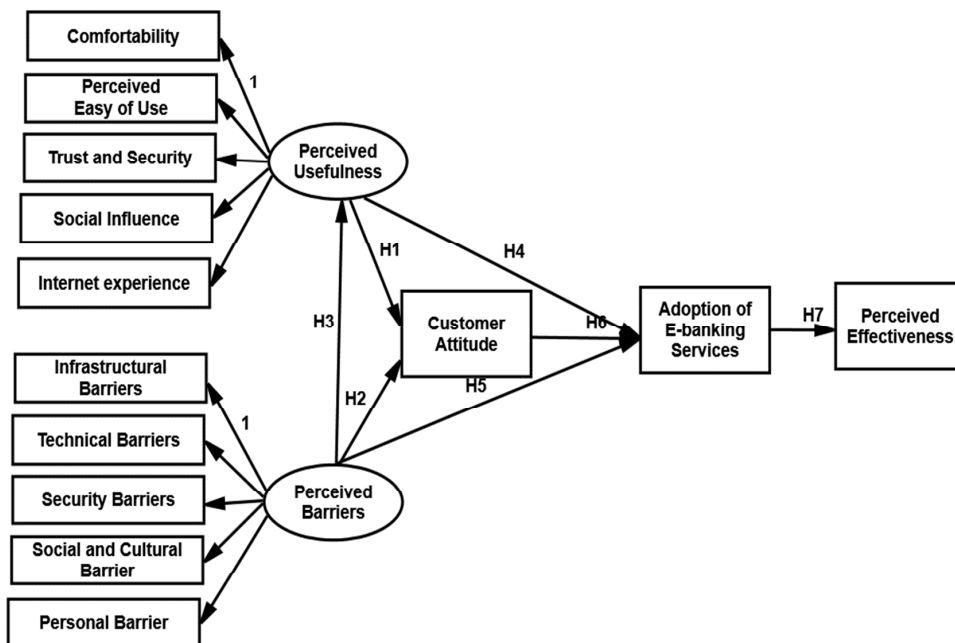 Comfortability
1
Perceived
Easy of Use
Trust and Security
Social Influence
Internet experience
Perceived
Usefulness
H1
H4
H3
Customer
Attitude
H6
Adoption of
E-banking
Services
H7
Perceived
Effectiveness
H2
H5
Infrastructural
Barriers
1
Technical Barriers
Security Barriers
Social and Cultural
Barrier
Personal Barrier
Perceived
Barriers